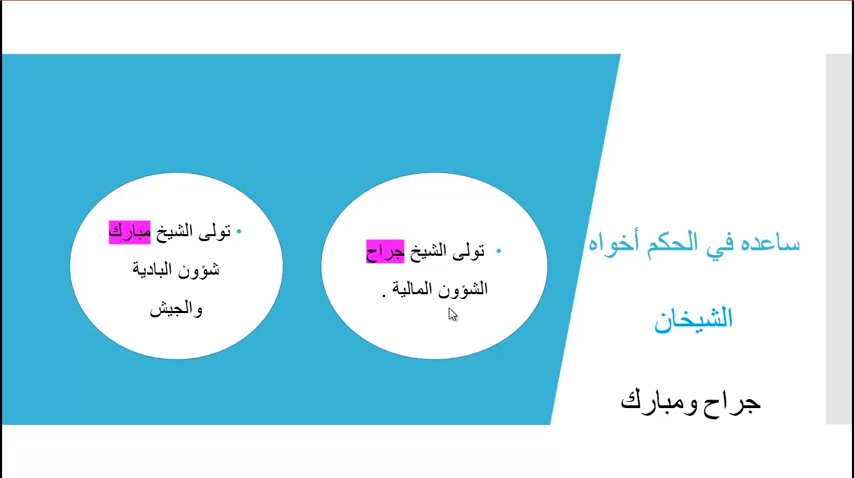 ساعده في الحكم أخواه
الشيخان
جراح ومبارك
• تولى الشيخ جراح
الشؤون المالية .
• تولى الشيخ مبارك
شؤون البادية
والجيش